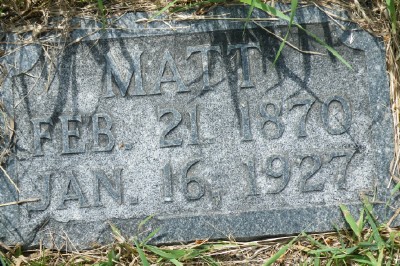 MATT
FEB. 21 1870
JAN. 16, 1927